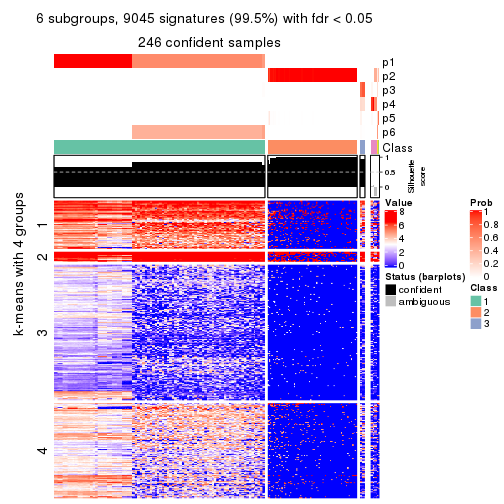 6 subgroups, 9045 signatures (99.5%) with fdr < 0.05
246 confident samples
p1
p2
p3
p4
p5
p6
Class
1
0.5
0
Silhouette
score
k-means with 4 groups
1
2
3
4
Value
8
6
4
2
0
Status (barplots)
confident
ambiguous
Prob
1
0.8
0.6
0.4
0.2
0
Class
1
2
3